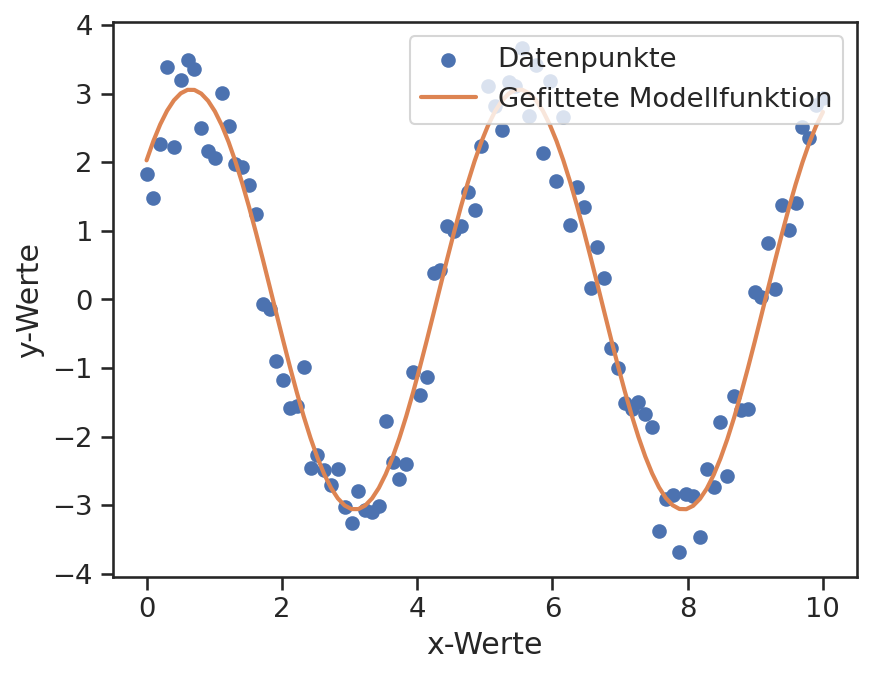 4
3
2
1
0
−1
−2
−3
−4
y-Werte
Datenpunkte
Gefittete Modellfunktion
0 2 4 6 8 10
x-Werte